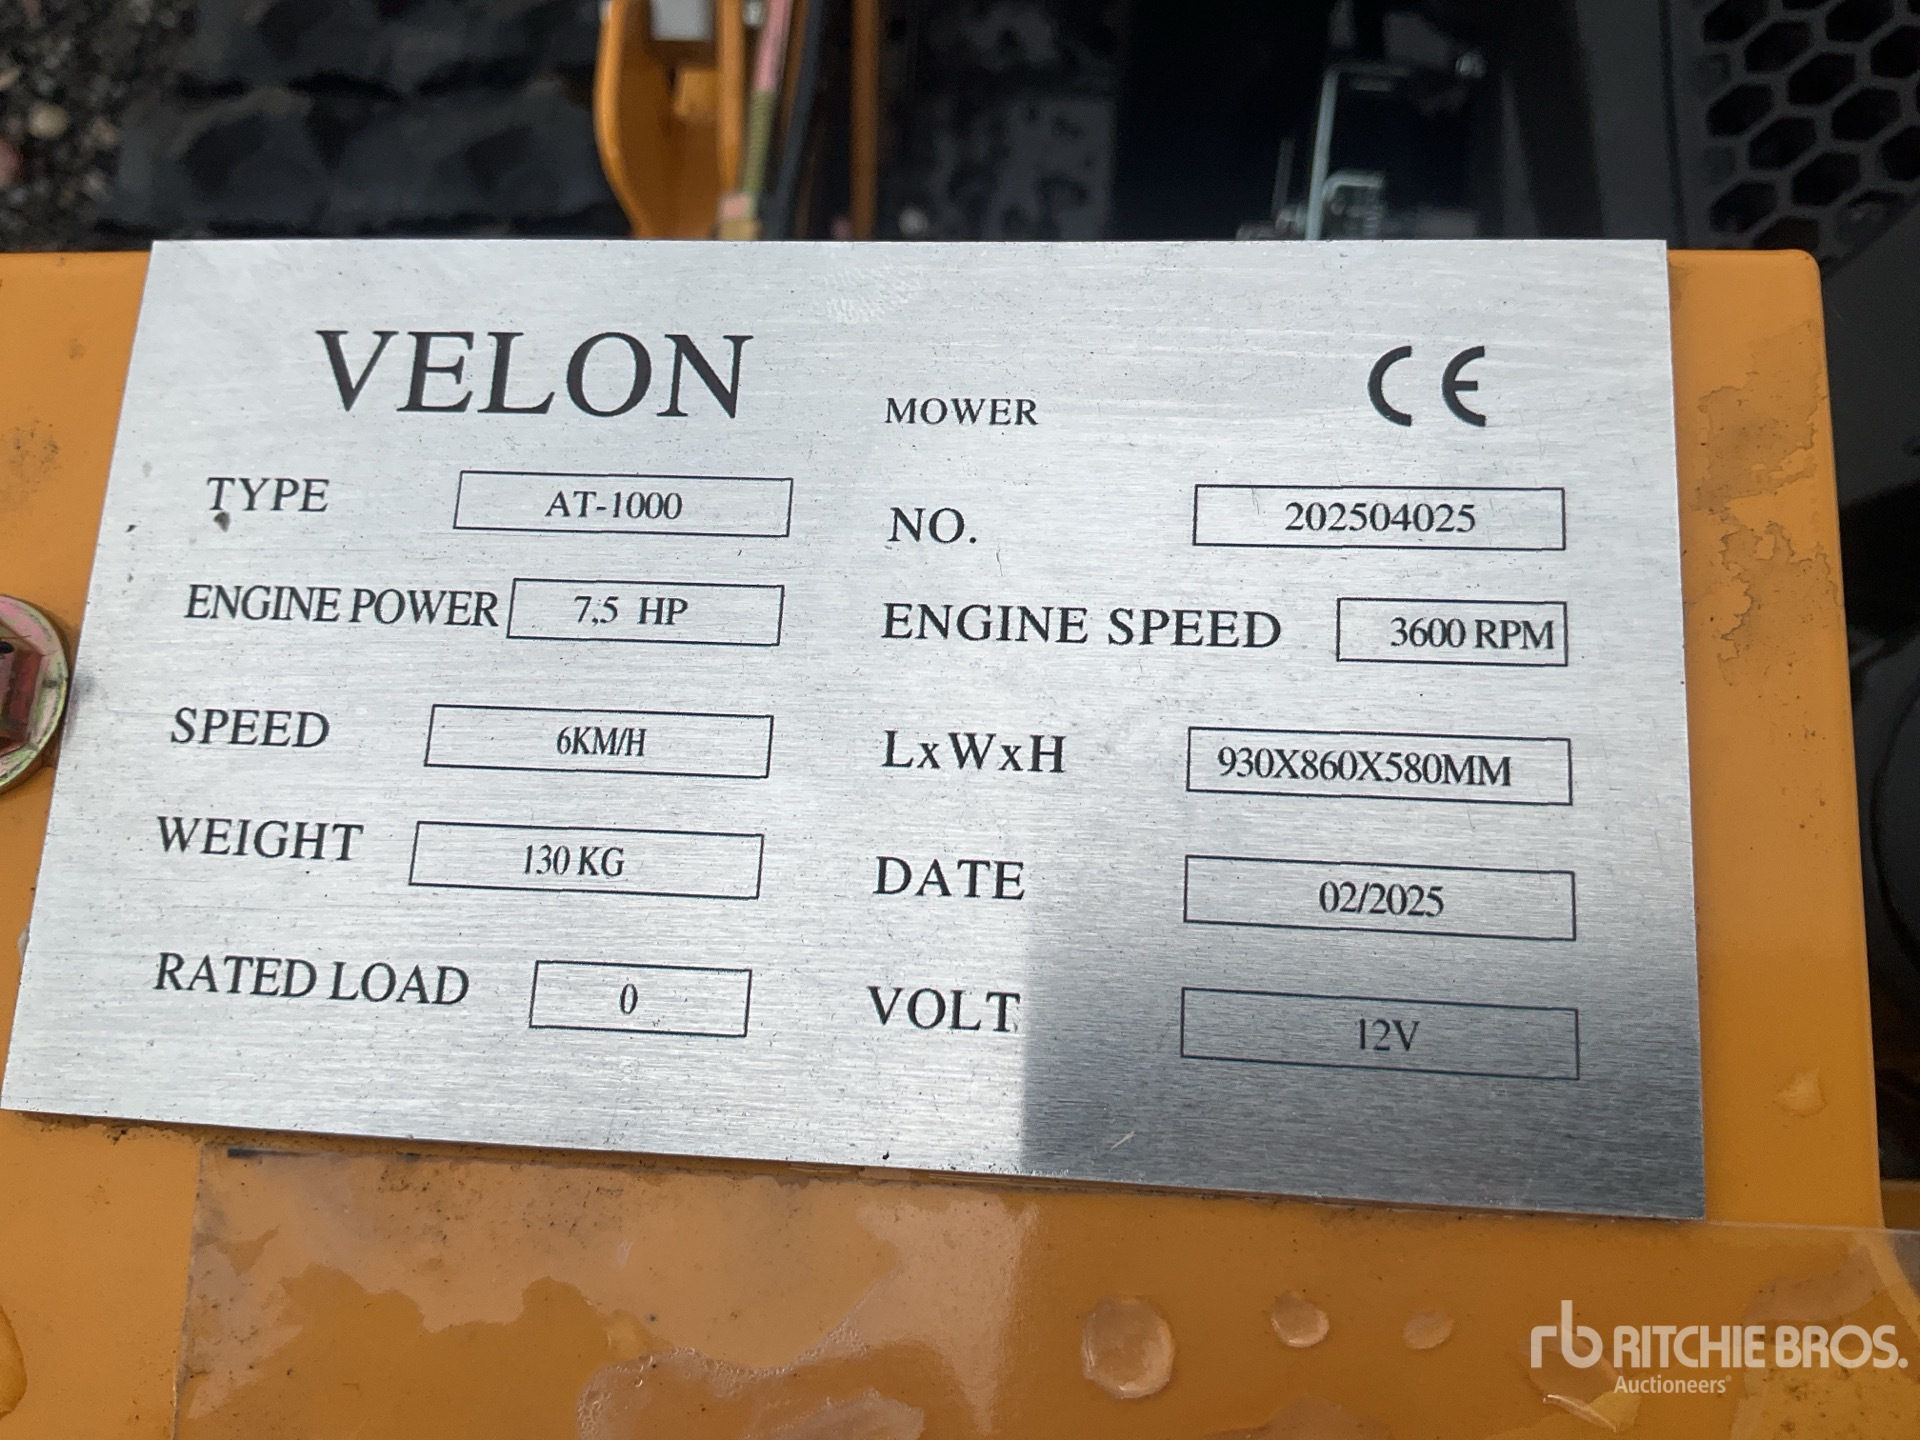 VELON MOWER CE
TYPE AT-1000 NO. 202504025
ENGINE POWER 7,5 HP ENGINE SPEED 3600 RPM
SPEED 6KM/H LxWxH 930X860X580MM
WEIGHT 130 KG DATE 02/2025
RATED LOAD 0 VOLT 12V
rb RITCHIE BROS.
Auctioneers